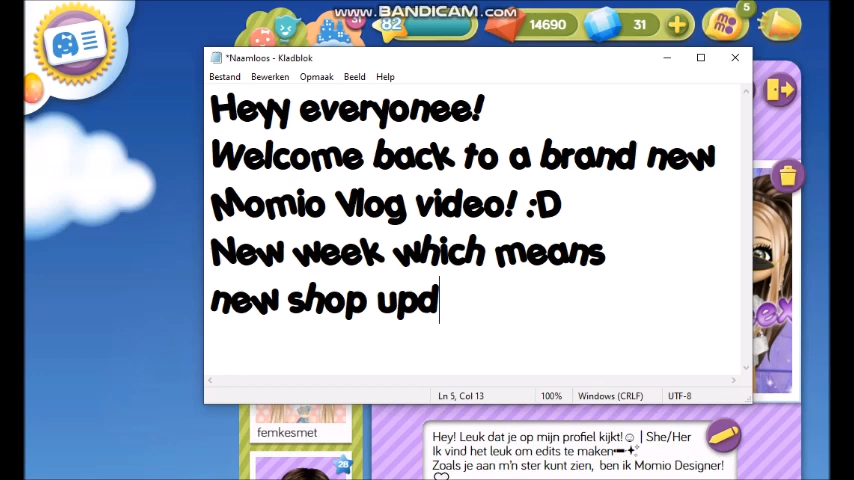 WWW.BANDICAM.COM
31
82
14690
31
5
momo
*Naamloos - Kladblok
Bestand Bewerken Opmaak Beeld Help
Heyy everyonee!
Welcome back to a brand new
Momio Vlog video! :D
New week which means
new shop upd
Ln 5, Col 13 100% Windows (CRLF) UTF-8
ex
femkesmet
28
Hey! Leuk dat je op mijn profiel kijkt!☺ | She/Her
Ik vind het leuk om edits te maken
Zoals je aan m'n ster kunt zien, ben ik Momio Designer!